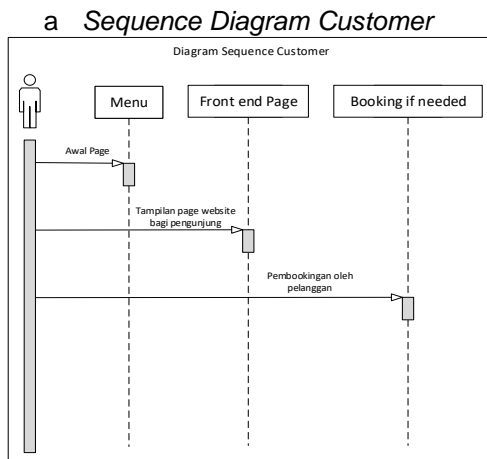 a Sequence Diagram Customer
Diagram Sequence Customer
Menu
Front end Page
Booking if needed
Awal Page
Tampilan page website
bagi pengunjung
Pembookingan oleh
pelanggan